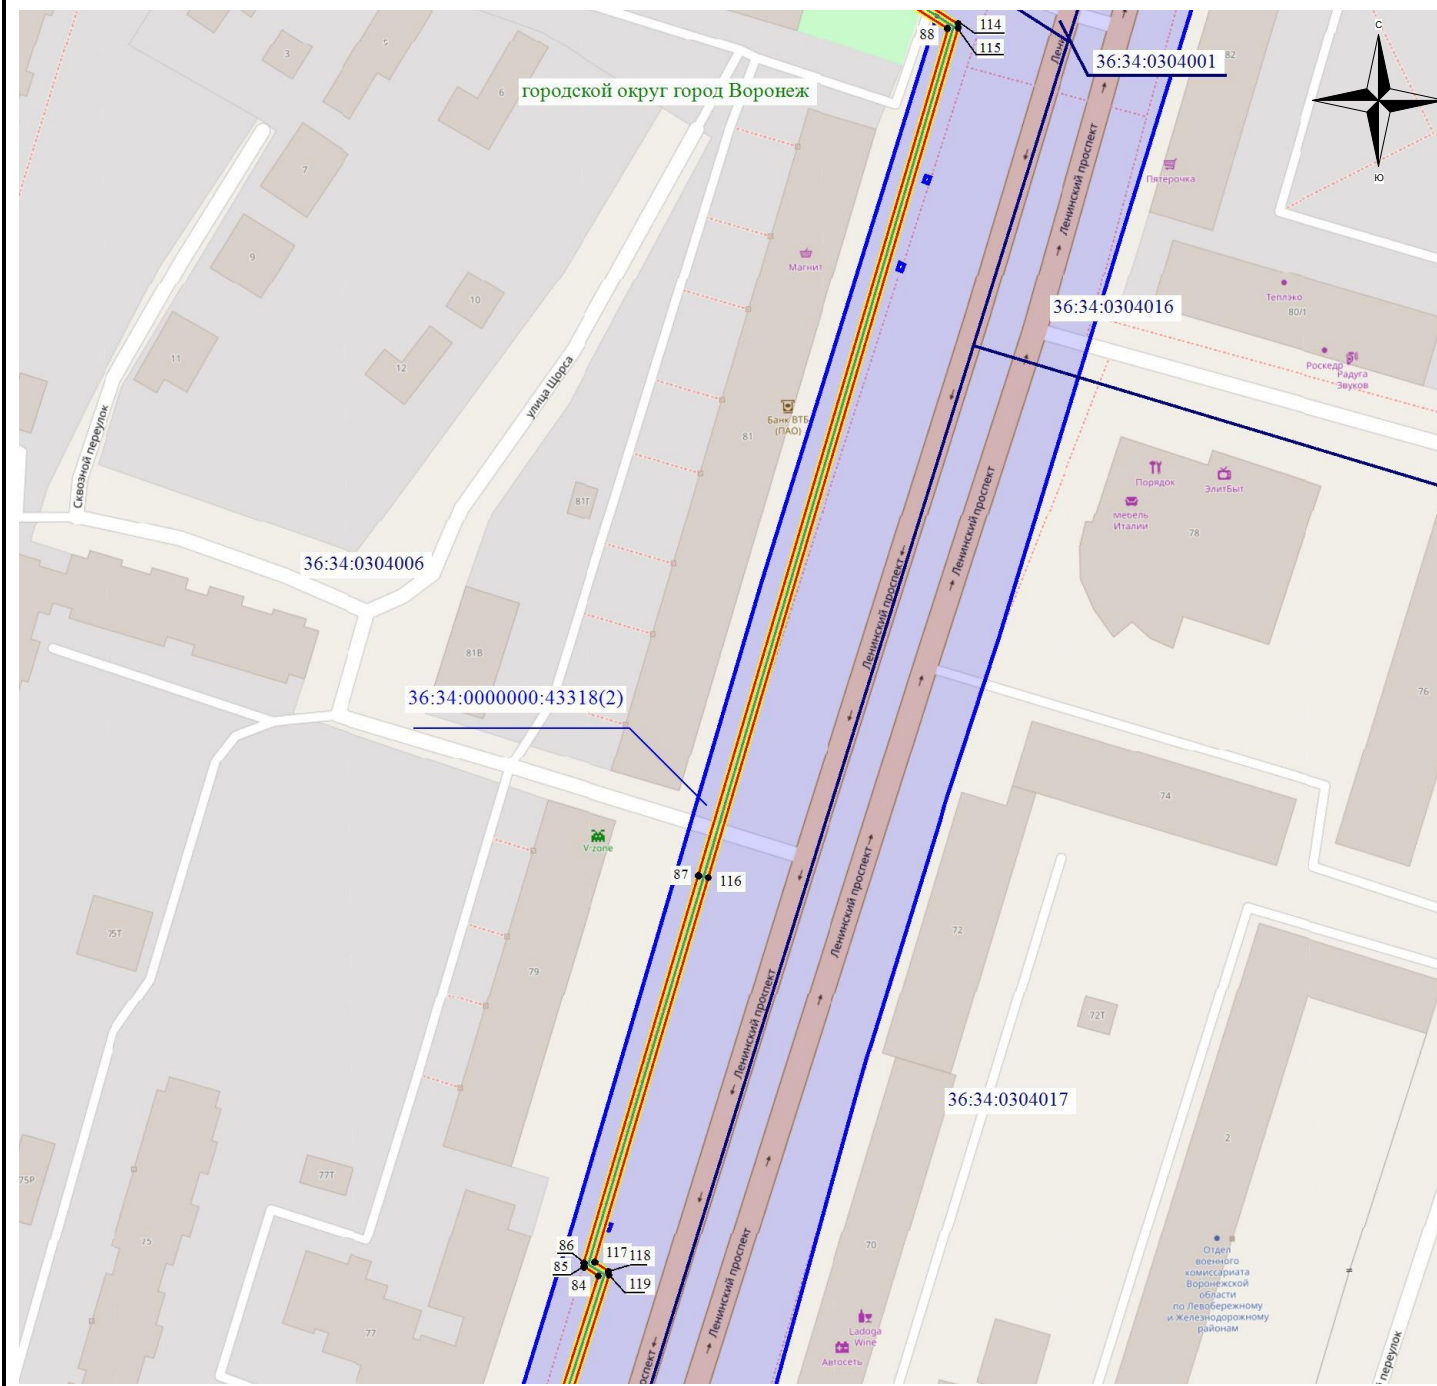 114
88
115
36:34:0304001
С
Ю
городской округ город Воронеж
3
5
6
82
7
9
10
11
12
Пятерочка
Ленинский проспект
Магнит
36:34:0304016
Теплэко
80/1
Роскедр
Радуга
Звуков
улица Щорса
Сквозной переулок
Банк ВТБ
(ПАО)
81
81Г
Порядок
ЭлитБыт
Мебель
Италии
78
Ленинский проспект
Ленинский проспект
36:34:0304006
81В
36:34:0000000:43318(2)
76
74
V-zone
87
116
75Т
79
72
Ленинский проспект
Ленинский проспект
72Т
36:34:0304017
2
77Т
75Р
75
77
86
85
84
117
118
119
70
Отдел
военного
комиссариата
Воронежской
области
по Левобережному
и Железнодорожному
районам
Ленинский проспект
Ladoga
Wine
Автосеть
переулок